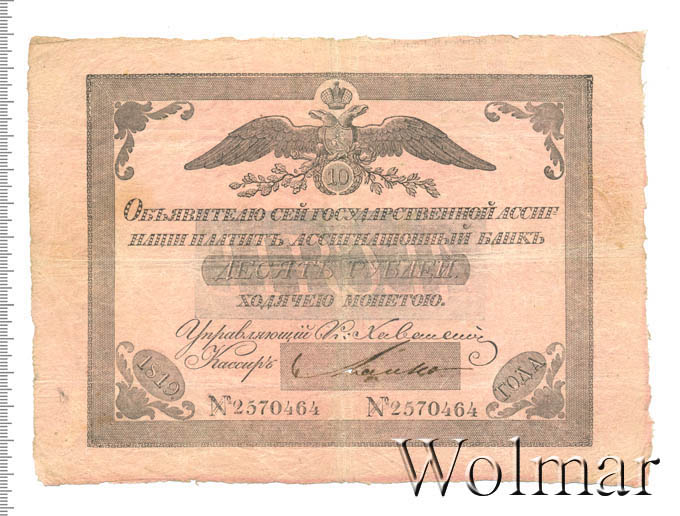 10
Объявителю сей государственной ассиг
нации платитъ ассигнационный банкъ
ДЕСЯТЬ РУБЛЕЙ
ходячею монетою.
Управляющій К: Хованской
Кассиръ
1819 ГОДА
№2570464 №2570464
Wolmar